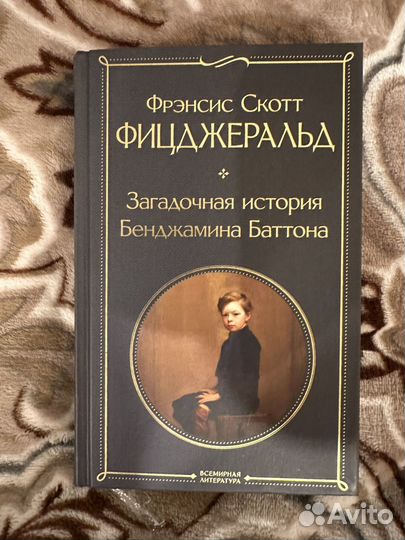 Фрэнсис Скотт
ФИЦДЖЕРАЛЬД
Загадочная история
Бенджамина Баттона
ВСЕМИРНАЯ
ЛИТЕРАТУРА
Avito